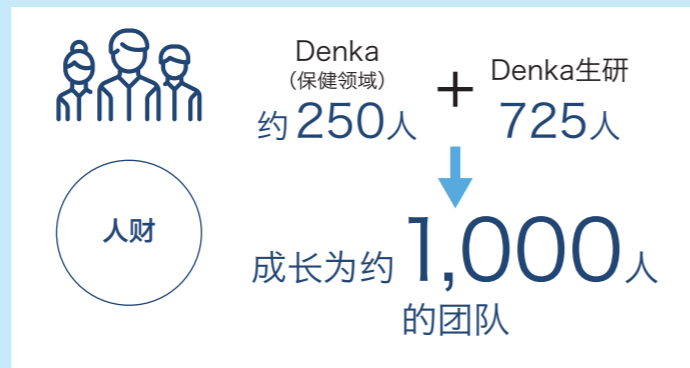 Denka
（保健领域）
约250人
+
Denka生研
725人
人财
成长为约1,000人
的团队